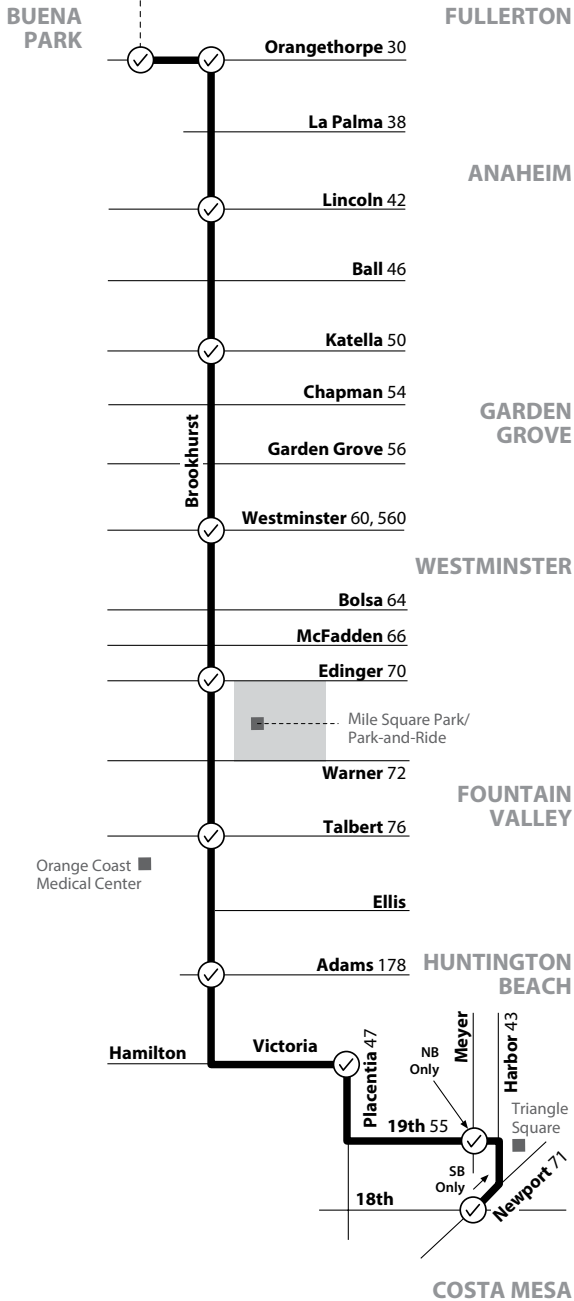 BUENA
PARK
FULLERTON
Orangethorpe 30
La Palma 38
ANAHEIM
Lincoln 42
Ball 46
Katella 50
Chapman 54
GARDEN
GROVE
Brookhurst
Garden Grove 56
Westminster 60, 560
WESTMINSTER
Bolsa 64
McFadden 66
Edinger 70
Mile Square Park/
Park-and-Ride
Warner 72
FOUNTAIN
VALLEY
Talbert 76
Orange Coast
Medical Center
Ellis
Adams 178
HUNTINGTON
BEACH
Hamilton
Victoria
Placentia 47
NB
Only
Meyer
Harbor 43
Triangle
Square
19th 55
SB
Only
Newport 71
18th
COSTA MESA